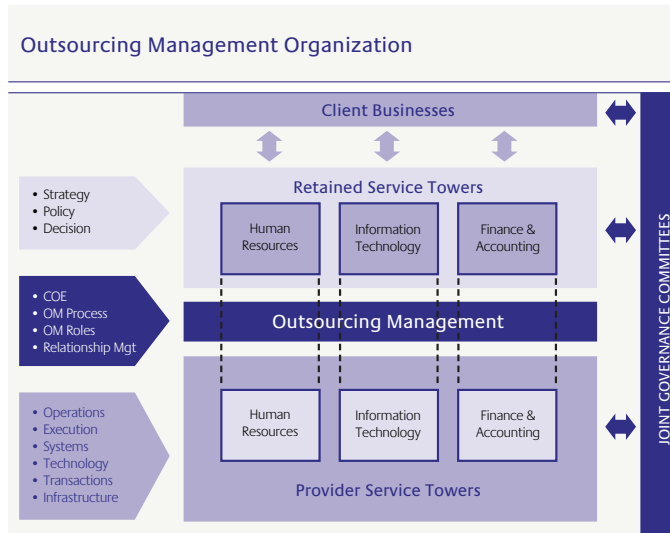 Outsourcing Management Organization
Client Businesses
• Strategy
• Policy
• Decision
Retained Service Towers
Human
Resources
Information
Technology
Finance &
Accounting
• COE
• OM Process
• OM Roles
• Relationship Mgt
Outsourcing Management
• Operations
• Execution
• Systems
• Technology
• Transactions
• Infrastructure
Human
Resources
Information
Technology
Finance &
Accounting
Provider Service Towers
JOINT GOVERNANCE COMMITTEES